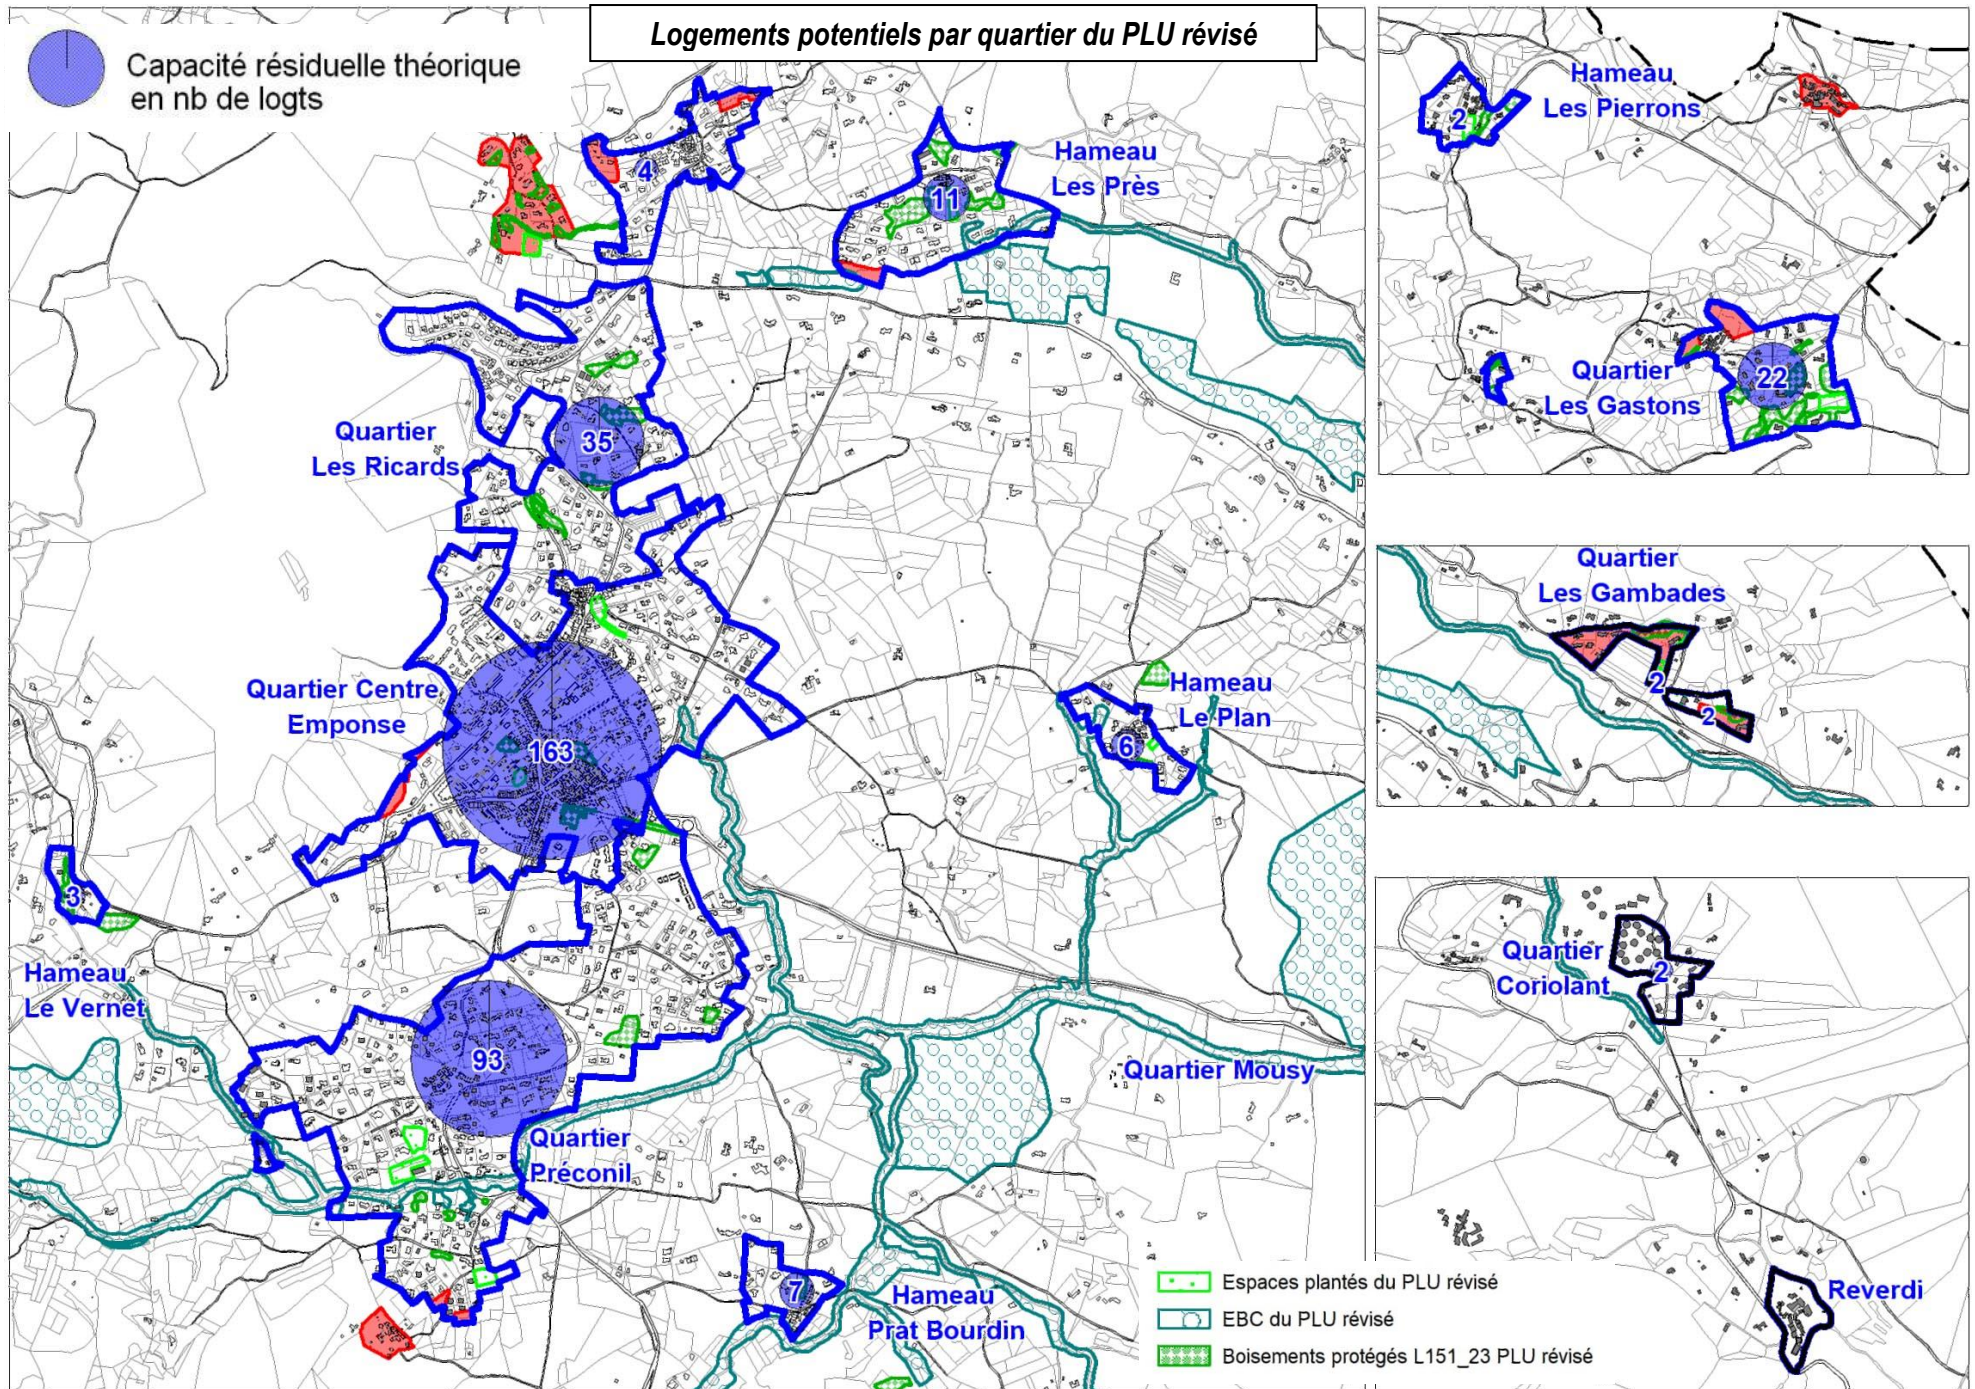 Logements potentiels par quartier du PLU révisé
Capacité résiduelle théorique
en nb de logts
4
11
Hameau
Les Près
35
Quartier
Les Ricards
Quartier Centre
Emponse
163
Hameau
Le Plan
6
3
Hameau
Le Vernet
93
Quartier Mousy
Quartier
Préconil
7
Hameau
Prat Bourdin
Hameau
Les Pierrons
2
Quartier
Les Gastons
22
Quartier
Les Gambades
2
2
Quartier
Coriolant
2
Reverdi
Espaces plantés du PLU révisé
EBC du PLU révisé
Boisements protégés L151_23 PLU révisé